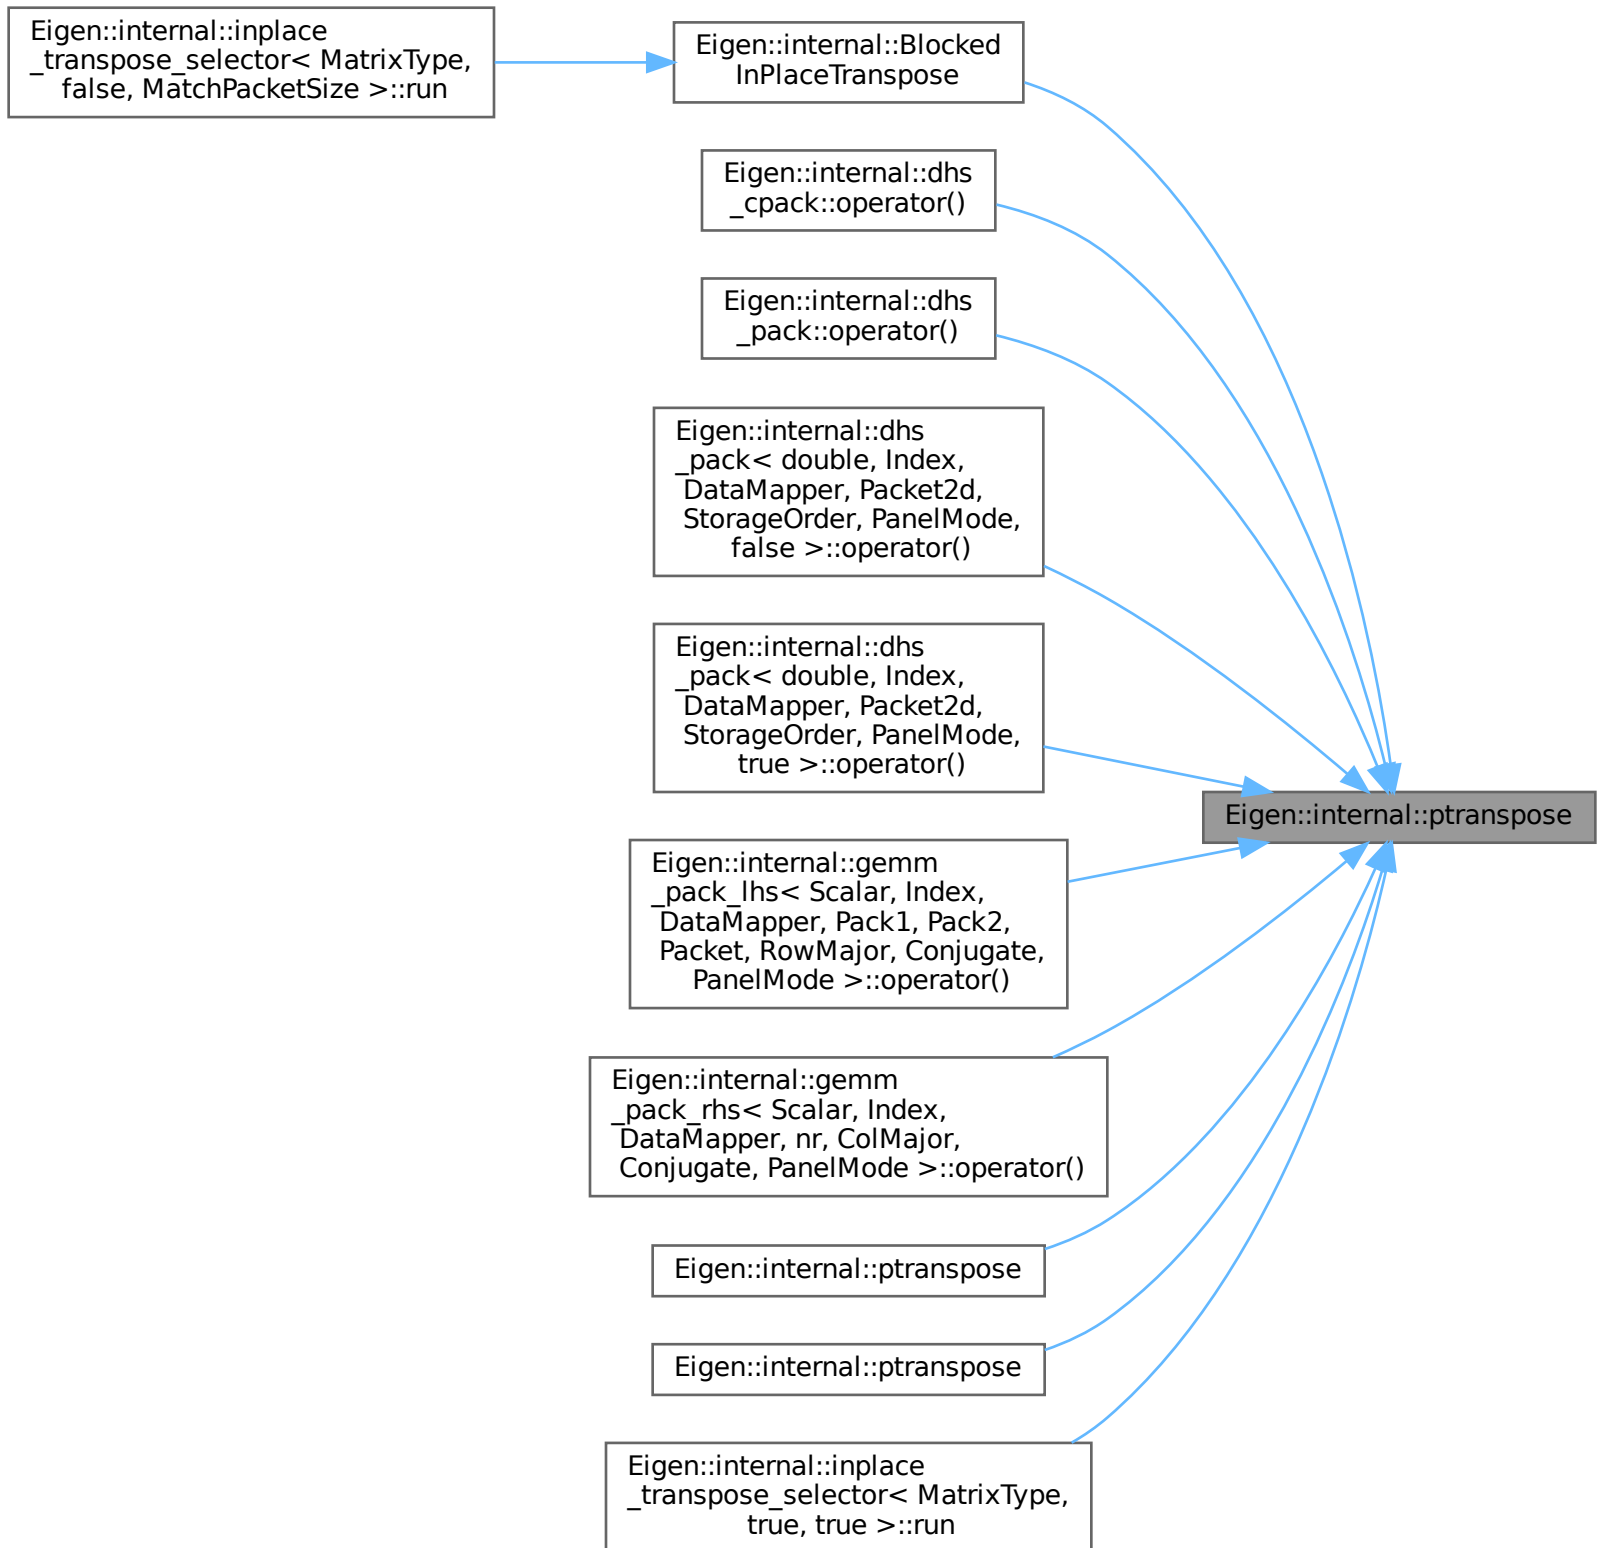 Eigen::internal::inplace
_transpose_selector< MatrixType,
false, MatchPacketSize >::run
Eigen::internal::Blocked
InPlaceTranspose
Eigen::internal::dhs
_cpack::operator()
Eigen::internal::dhs
_pack::operator()
Eigen::internal::dhs
_pack< double, Index,
DataMapper, Packet2d,
StorageOrder, PanelMode,
false >::operator()
Eigen::internal::dhs
_pack< double, Index,
DataMapper, Packet2d,
StorageOrder, PanelMode,
true >::operator()
Eigen::internal::ptranspose
Eigen::internal::gemm
_pack_lhs< Scalar, Index,
DataMapper, Pack1, Pack2,
Packet, RowMajor, Conjugate,
PanelMode >::operator()
Eigen::internal::gemm
_pack_rhs< Scalar, Index,
DataMapper, nr, ColMajor,
Conjugate, PanelMode >::operator()
Eigen::internal::ptranspose
Eigen::internal::ptranspose
Eigen::internal::inplace
_transpose_selector< MatrixType,
true, true >::run